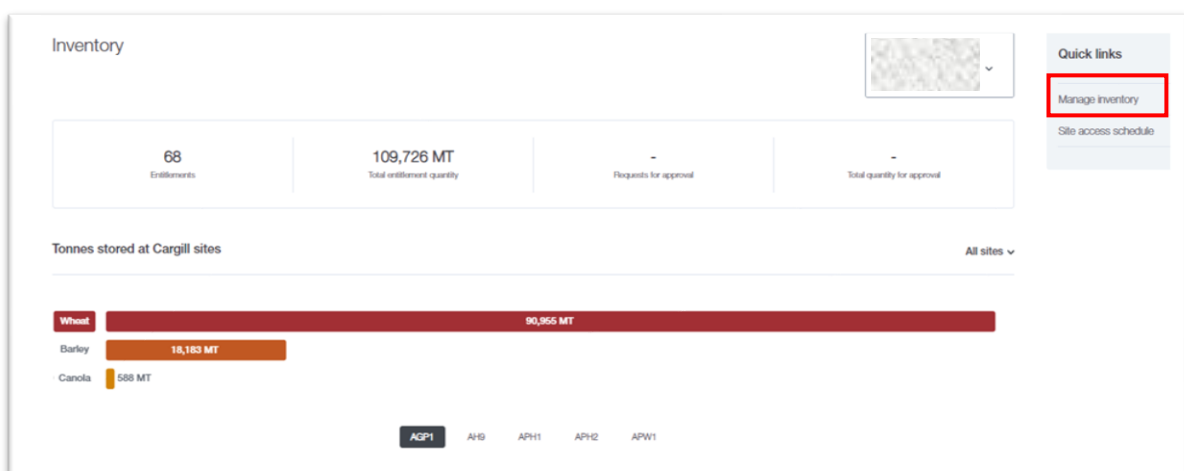 Inventory
Quick links
Manage inventory
Site access schedule
68
Entitlements
109,726 MT
Total entitlement quantity
-
Requests for approval
-
Total quantity for approval
Tonnes stored at Cargill sites
All sites
Wheat
90,955 MT
Barley
18,183 MT
Canola
588 MT
AGP1 AH9 APH1 APH2 APW1